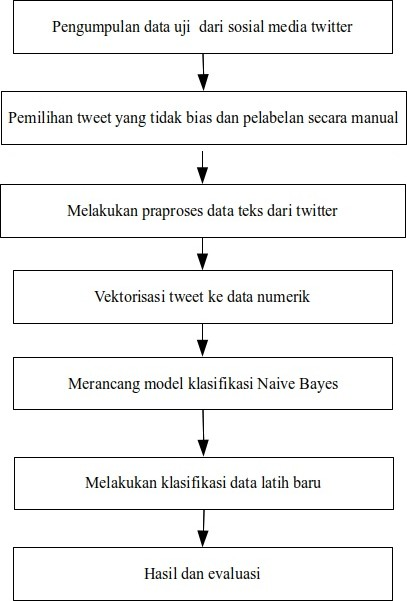 Pengumpulan data uji dari sosial media twitter
Pemilihan tweet yang tidak bias dan pelabelan secara manual
Melakukan praproses data teks dari twitter
Vektorisasi tweet ke data numerik
Merancang model klasifikasi Naive Bayes
Melakukan klasifikasi data latih baru
Hasil dan evaluasi